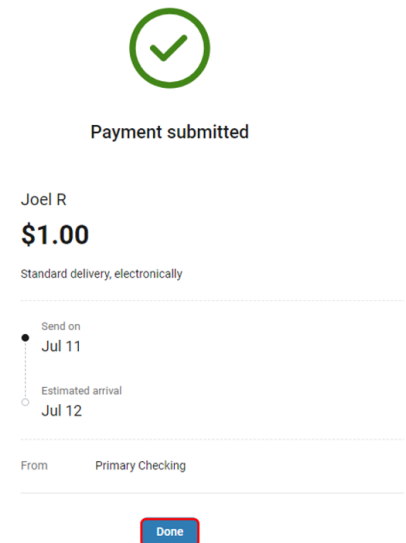 Payment submitted
Joel R
$1.00
Standard delivery, electronically
Send on
Jul 11
Estimated arrival
Jul 12
From Primary Checking
Done